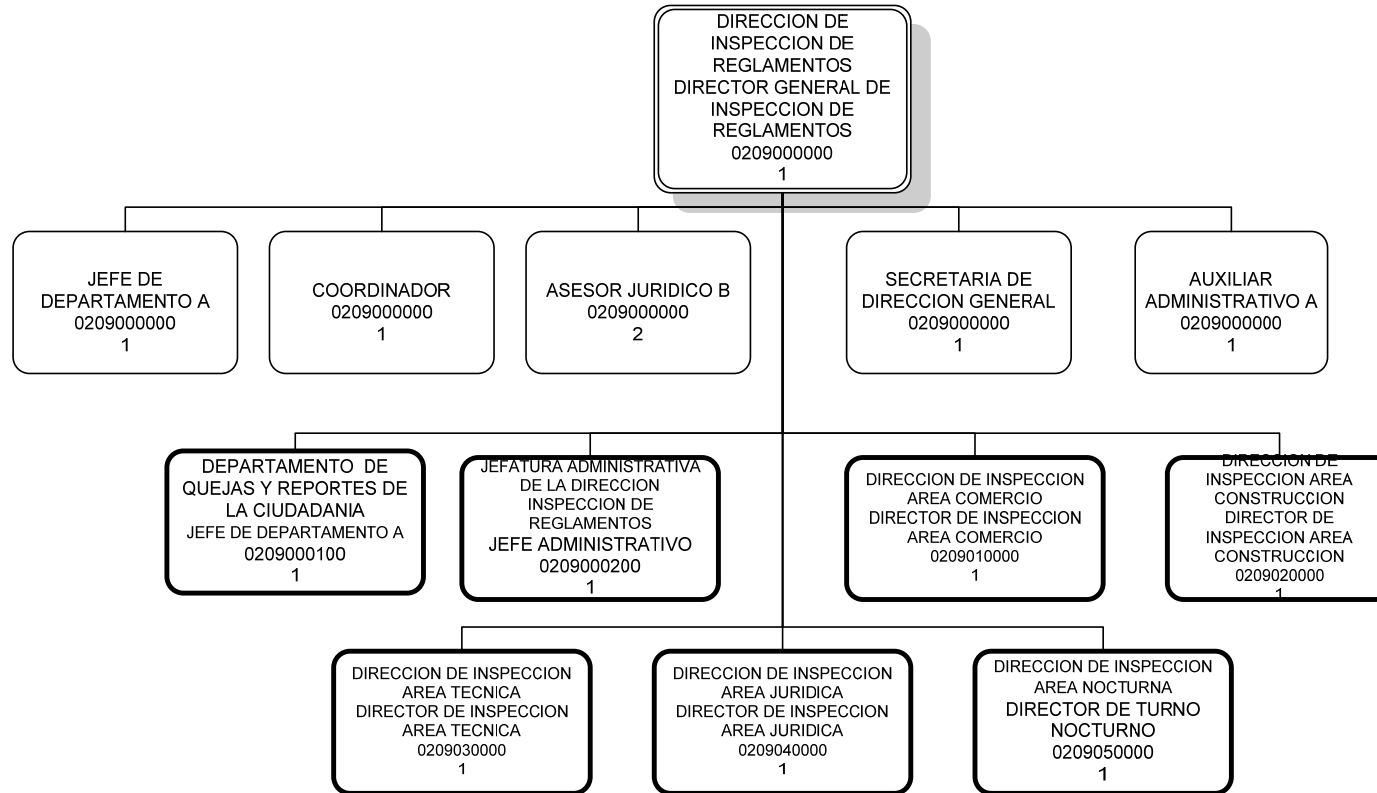 DIRECCION DE
INSPECCION DE
REGLAMENTOS
DIRECTOR GENERAL DE
INSPECCION DE
REGLAMENTOS
0209000000
1
JEFE DE
DEPARTAMENTO A
0209000000
1
COORDINADOR
0209000000
1
ASESOR JURIDICO B
0209000000
2
SECRETARIA DE
DIRECCION GENERAL
0209000000
1
AUXILIAR
ADMINISTRATIVO A
0209000000
1
DEPARTAMENTO DE
QUEJAS Y REPORTES DE
LA CIUDADANIA
JEFE DE DEPARTAMENTO A
0209000100
1
JEFATURA ADMINISTRATIVA
DE LA DIRECCION
INSPECCION DE
REGLAMENTOS
JEFE ADMINISTRATIVO
0209000200
1
DIRECCION DE INSPECCION
AREA COMERCIO
DIRECTOR DE INSPECCION
AREA COMERCIO
0209010000
1
DIRECCION DE
INSPECCION AREA
CONSTRUCCION
DIRECTOR DE
INSPECCION AREA
CONSTRUCCION
0209020000
1
DIRECCION DE INSPECCION
AREA TECNICA
DIRECTOR DE INSPECCION
AREA TECNICA
0209030000
1
DIRECCION DE INSPECCION
AREA JURIDICA
DIRECTOR DE INSPECCION
AREA JURIDICA
0209040000
1
DIRECCION DE INSPECCION
AREA NOCTURNA
DIRECTOR DE TURNO
NOCTURNO
0209050000
1